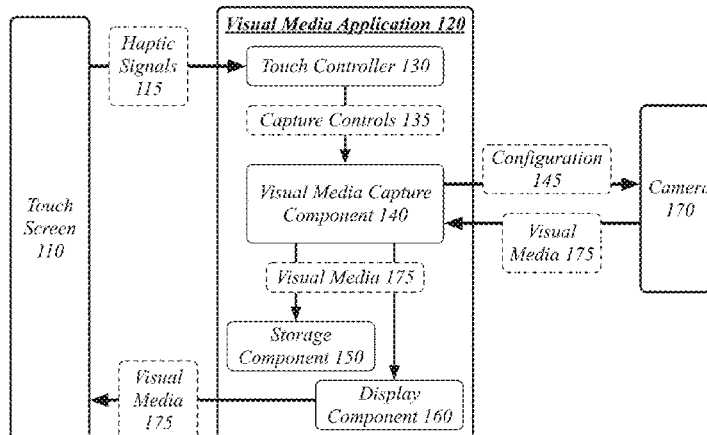 Visual Media Application 120
Haptic
Signals
115
Touch Controller 130
Capture Controls 135
Configuration
145
Visual Media Capture
Component 140
Camera
170
Touch
Screen
110
Visual
Media 175
Visual Media 175
Storage
Component 150
Visual
Media
175
Display
Component 160